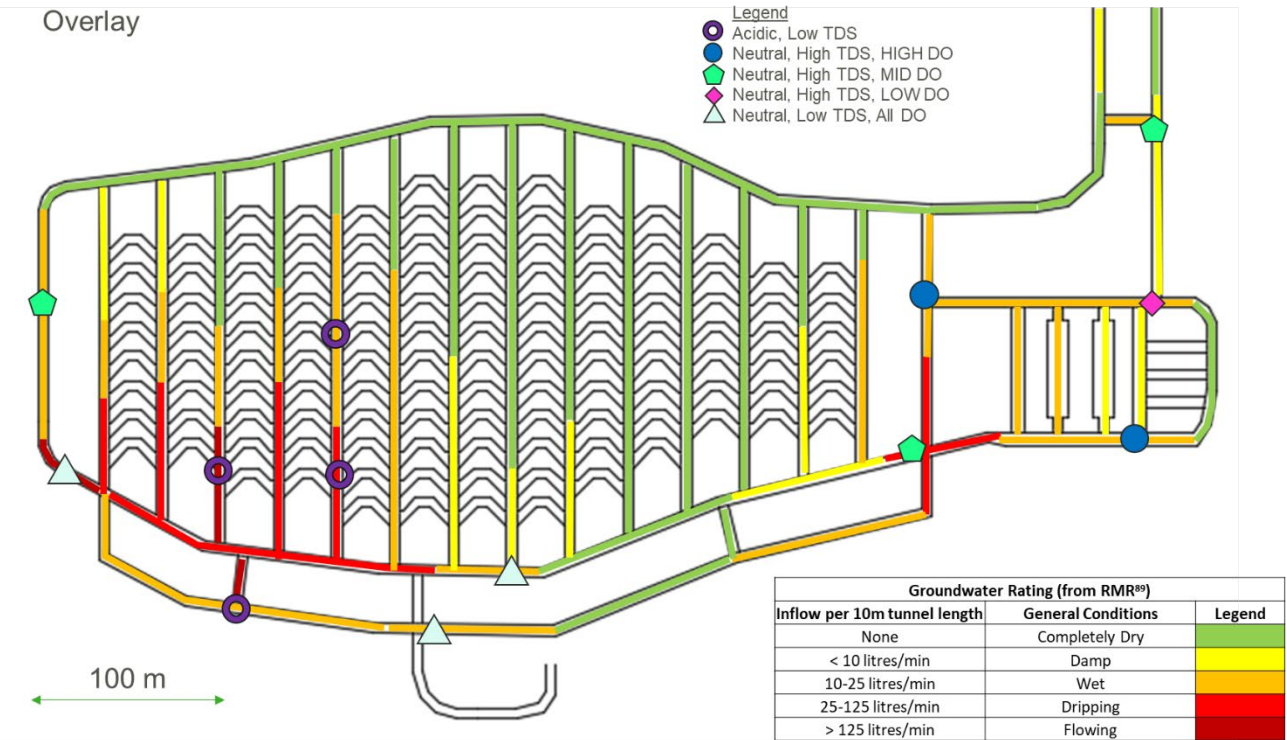 Overlay
Legend
Acidic, Low TDS
Neutral, High TDS, HIGH DO
Neutral, High TDS, MID DO
Neutral, High TDS, LOW DO
Neutral, Low TDS, All DO
100 m
Groundwater Rating (from RMR⁸⁹)
Inflow per 10m tunnel length General Conditions Legend
None Completely Dry
< 10 litres/min Damp
10-25 litres/min Wet
25-125 litres/min Dripping
> 125 litres/min Flowing